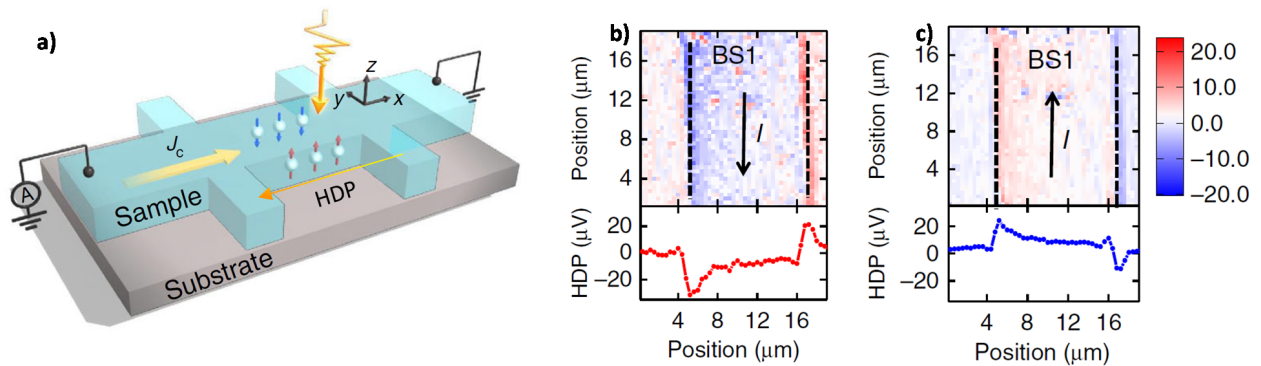 a)
z
y
x
J_c
A
HDP
Sample
Substrate
b)
BS1
I
Position (μm)
16
12
8
4
HDP (μV)
20
0
−20
4 8 12 16
Position (μm)
c)
BS1
I
Position (μm)
16
12
8
4
HDP (μV)
20
0
−20
4 8 12 16
Position (μm)
20.0
10.0
0.0
−10.0
−20.0